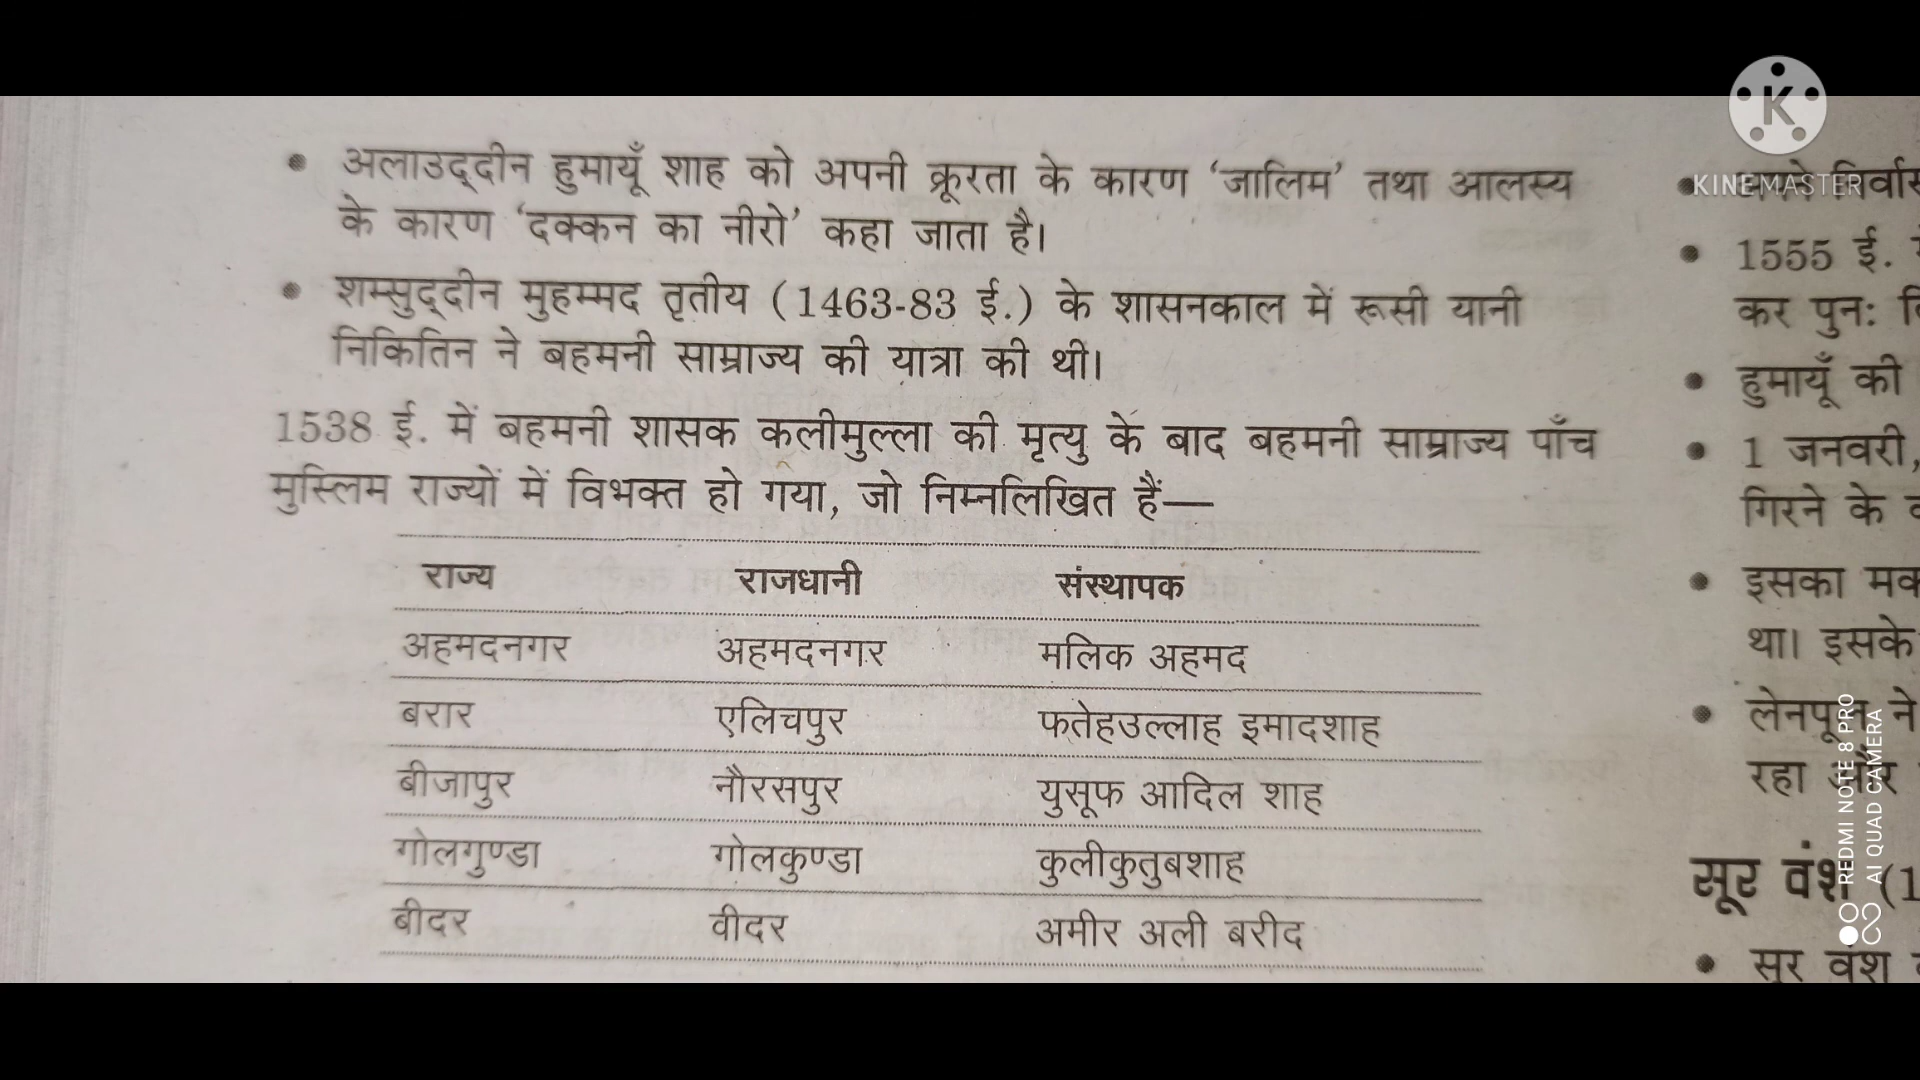 • अलाउद्दीन हुमायूँ शाह को अपनी क्रूरता के कारण ‘जालिम’ तथा आलस्य
के कारण ‘दक्कन का नीरो’ कहा जाता है।
• शम्सुद्दीन मुहम्मद तृतीय (1463-83 ई.) के शासनकाल में रूसी यानी
निकितिन ने बहमनी साम्राज्य की यात्रा की थी।
1538 ई. में बहमनी शासक कलीमुल्ला की मृत्यु के बाद बहमनी साम्राज्य पाँच
मुस्लिम राज्यों में विभक्त हो गया, जो निम्नलिखित हैं—
राज्य राजधानी संस्थापक
अहमदनगर अहमदनगर मलिक अहमद
बरार एलिचपुर फतेहउल्लाह इमादशाह
बीजापुर नौरसपुर युसूफ आदिल शाह
गोलगुण्डा गोलकुण्डा कुलीकुतुबशाह
बीदर वीदर अमीर अली बरीद
KINEMASTER
• 1555 ई.
कर पुनः
• हुमायूँ की
• 1 जनवरी,
गिरने के
• इसका
था। इसके
• लेनपूल ने
रहा और
सूर वंश (1
• सूर वंश
REDMI NOTE 8 PRO
AI QUAD CAMERA